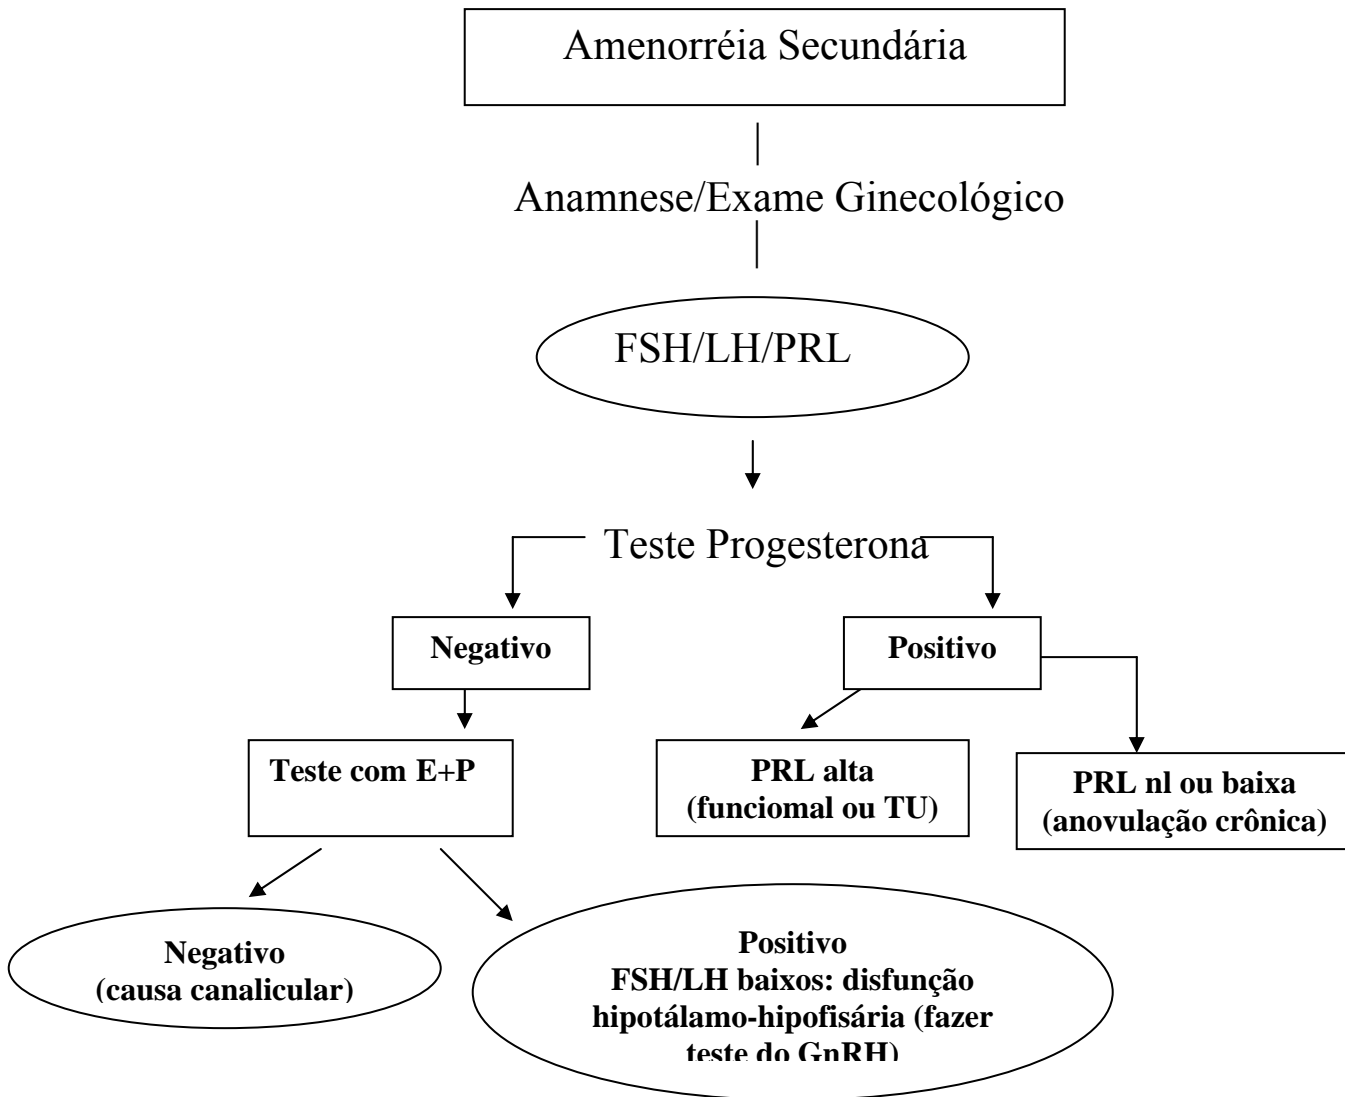 Amenorréia Secundária
Anamnese/Exame Ginecológico
FSH/LH/PRL
Teste Progesterona
Negativo
Positivo
Teste com E+P
PRL alta
(funciomal ou TU)
PRL nl ou baixa
(anovulação crônica)
Negativo
(causa canalicular)
Positivo
FSH/LH baixos: disfunção
hipotálamo-hipofisária (fazer
teste do GnRH)